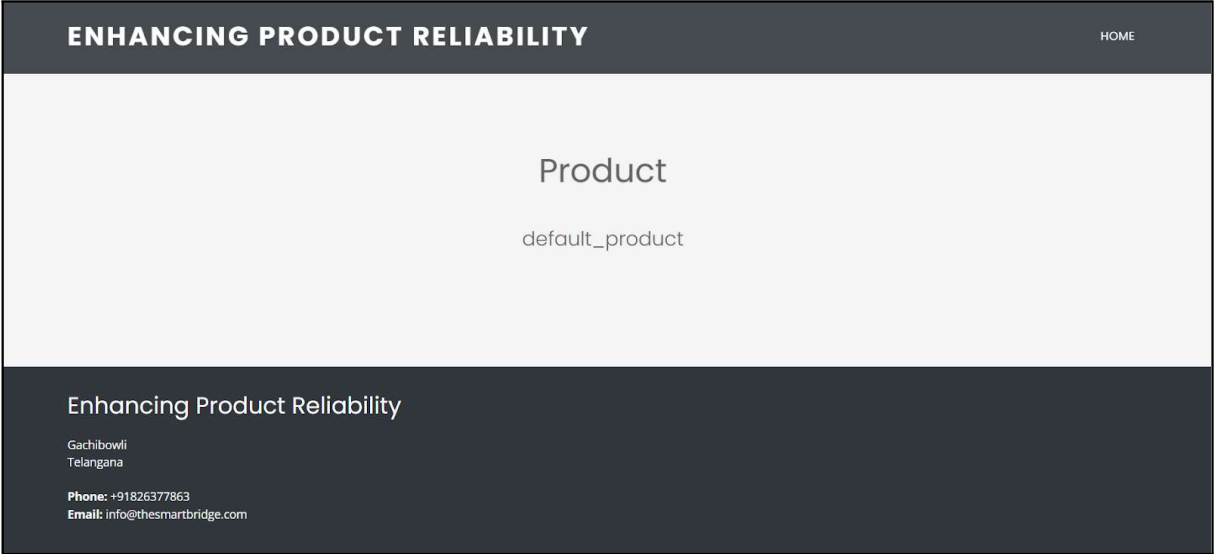 ENHANCING PRODUCT RELIABILITY
HOME
Product
default_product
Enhancing Product Reliability
Gachibowli
Telangana
Phone: +91826377863
Email: info@thesmartbridge.com